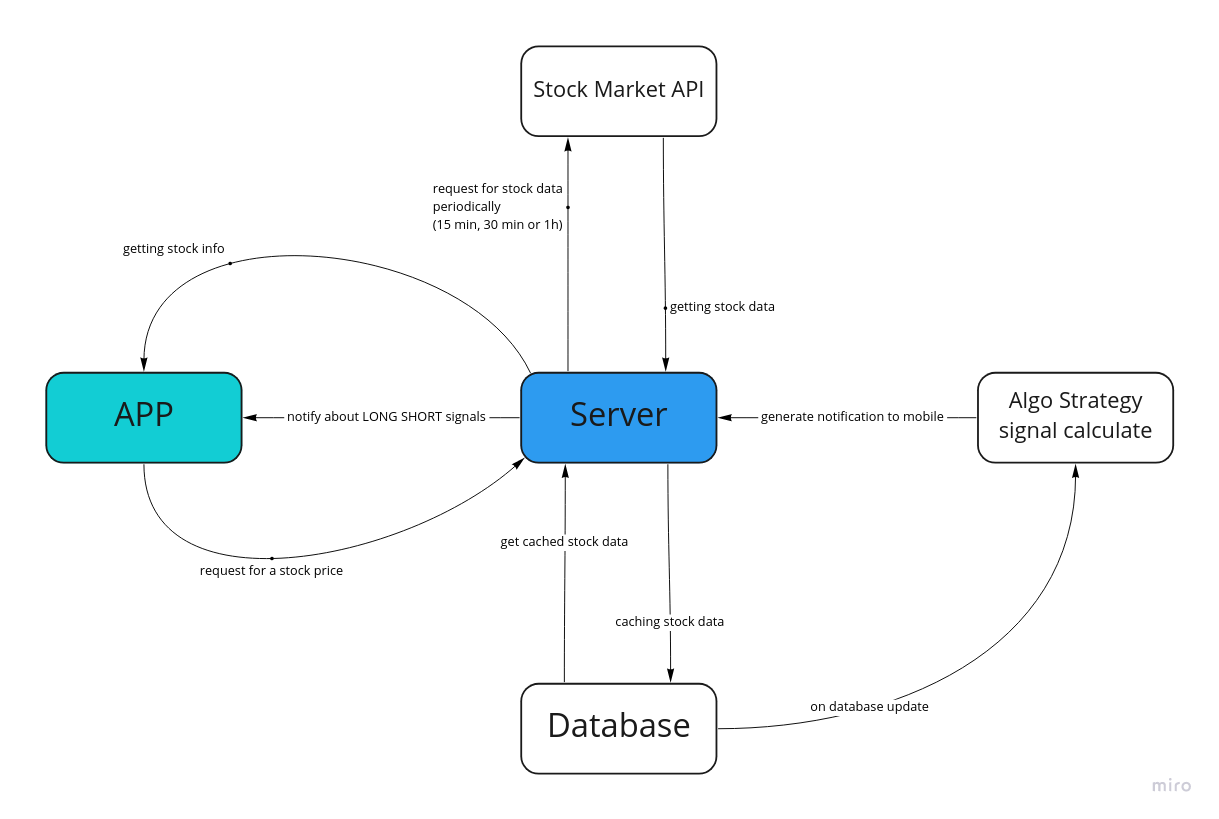 Stock Market API
request for stock data
periodically
(15 min, 30 min or 1h)
getting stock info
getting stock data
APP
notify about LONG SHORT signals
Server
generate notification to mobile
Algo Strategy
signal calculate
get cached stock data
request for a stock price
caching stock data
on database update
Database
miro